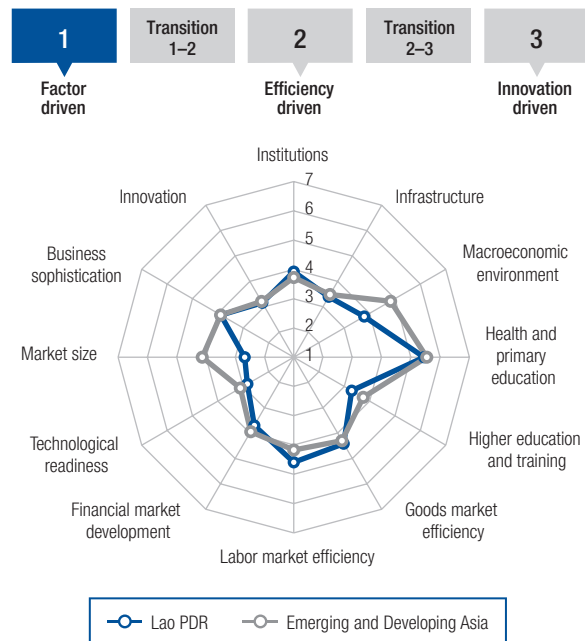 1
Transition
1–2
2
Transition
2–3
3
Factor
driven
Efficiency
driven
Innovation
driven
Institutions
7
6
5
4
3
2
1
Infrastructure
Macroeconomic
environment
Health and
primary
education
Higher education
and training
Goods market
efficiency
Labor market efficiency
Financial market
development
Technological
readiness
Market size
Business
sophistication
Innovation
Lao PDR
Emerging and Developing Asia